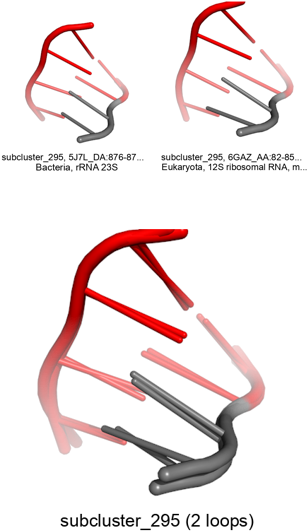 subcluster_295, 5J7L_DA:876-87...
Bacteria, rRNA 23S
subcluster_295, 6GAZ_AA:82-85...
Eukaryota, 12S ribosomal RNA, m...
subcluster_295 (2 loops)